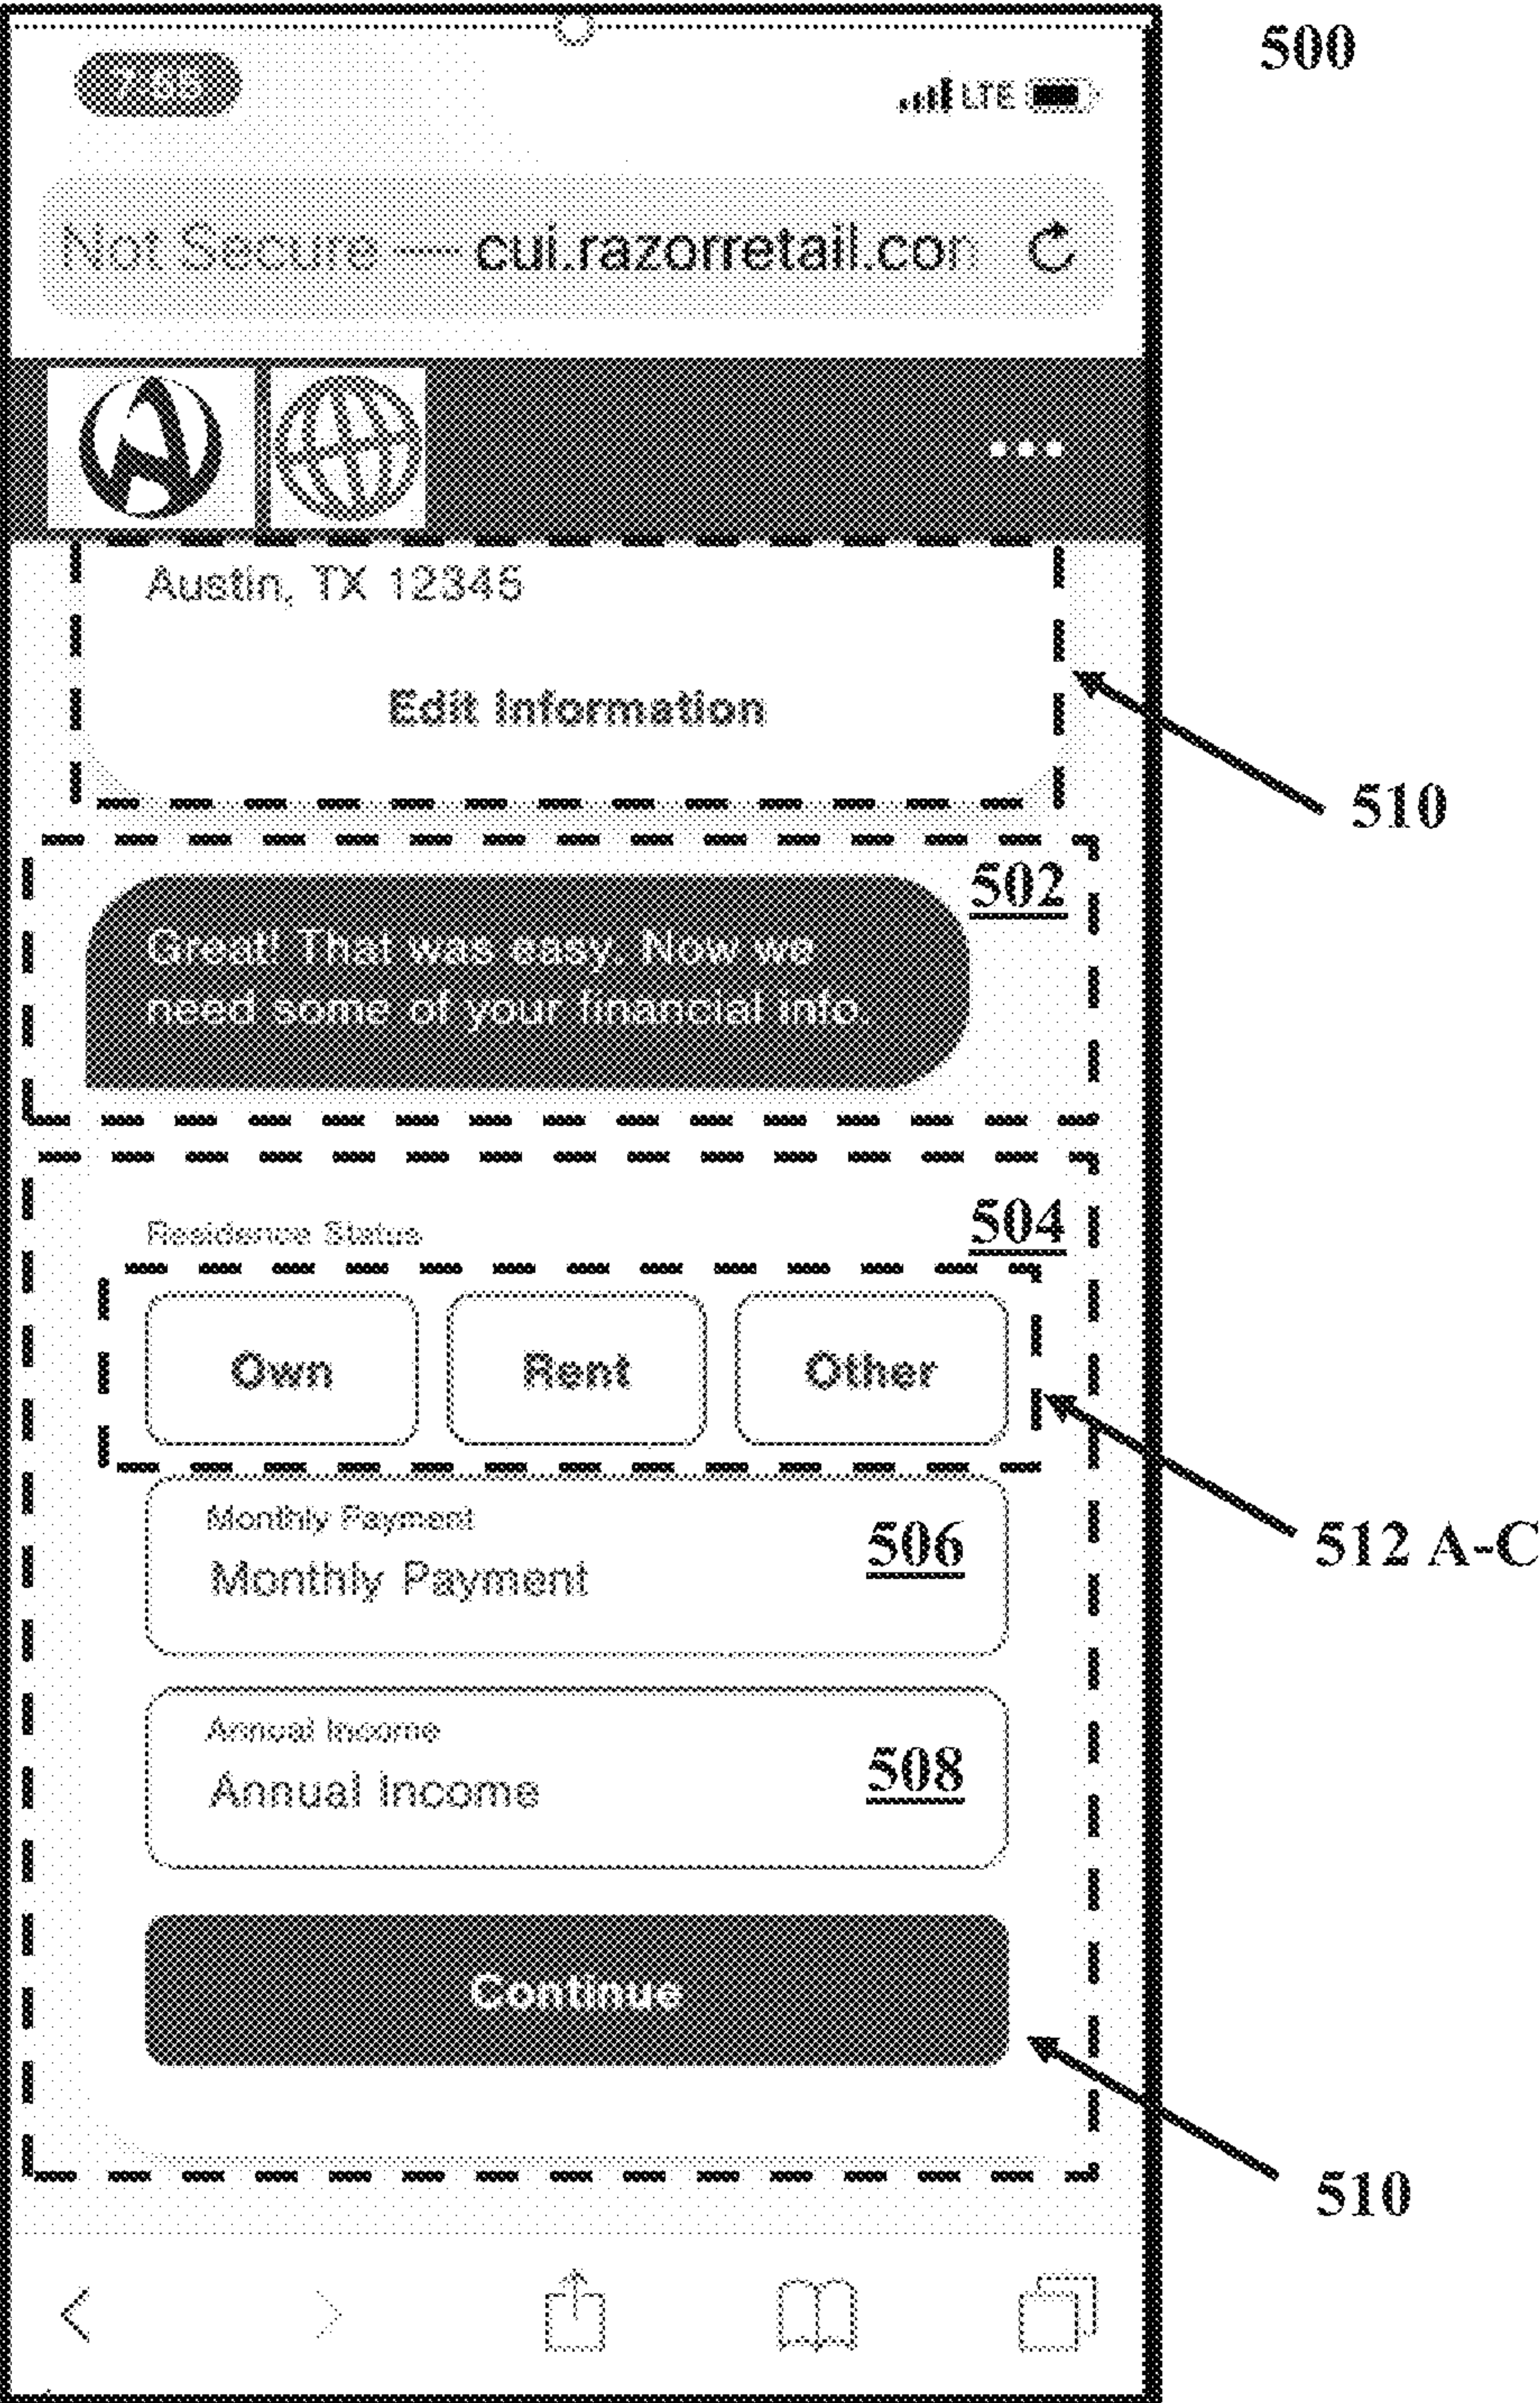 500
LTE
Not Secure — cui.razorretail.con
Austin, TX 12345
Edit Information
510
502
Great! That was easy. Now we
need some of your financial info.
504
Residence Status
Own Rent Other
512 A-C
Monthly Payment
Monthly Payment
506
Annual Income
Annual Income
508
Continue
510